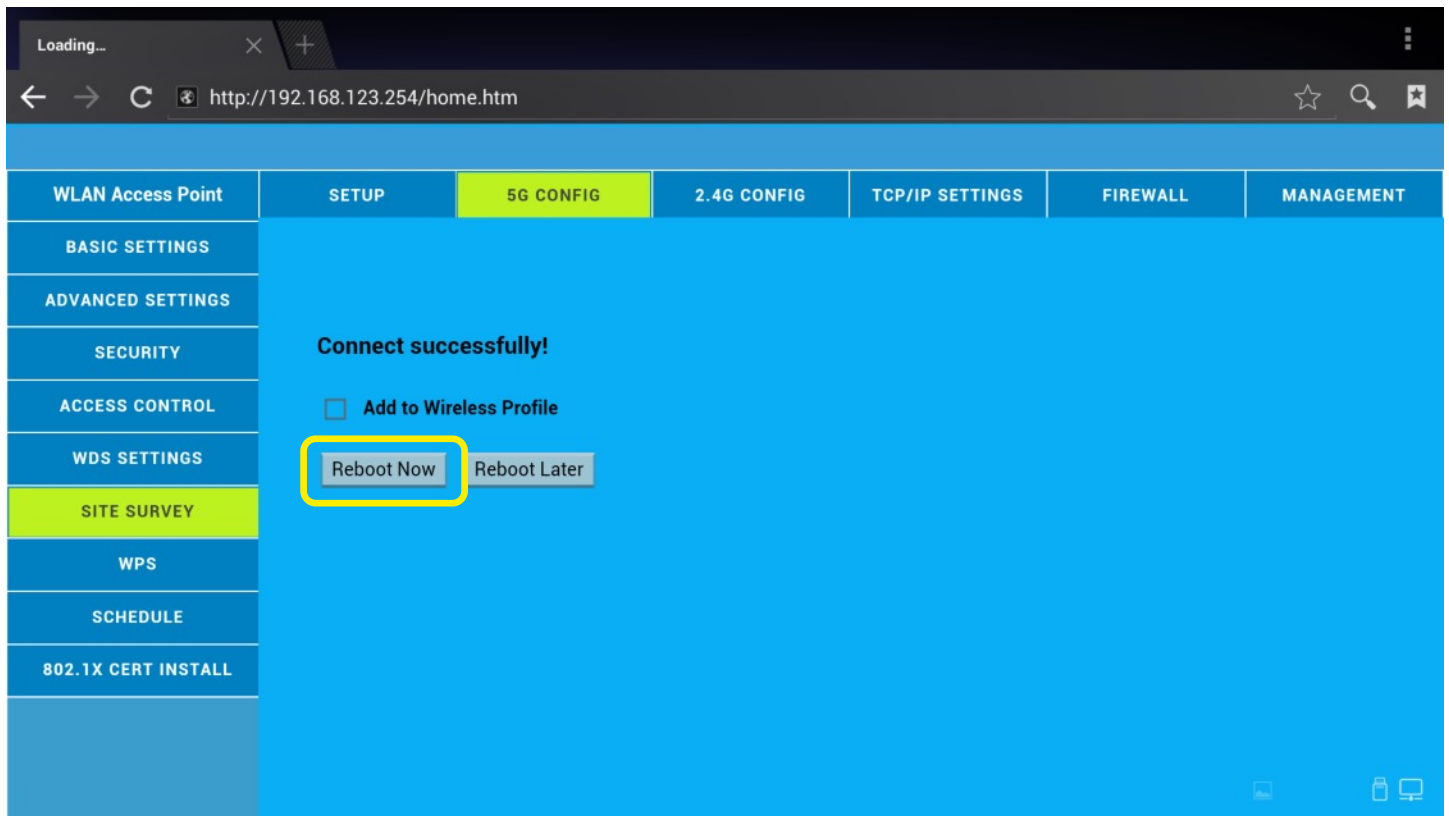 Loading...
http://192.168.123.254/home.htm
WLAN Access Point
SETUP
5G CONFIG
2.4G CONFIG
TCP/IP SETTINGS
FIREWALL
MANAGEMENT
BASIC SETTINGS
ADVANCED SETTINGS
SECURITY
ACCESS CONTROL
WDS SETTINGS
SITE SURVEY
WPS
SCHEDULE
802.1X CERT INSTALL
Connect successfully!
Add to Wireless Profile
Reboot Now
Reboot Later